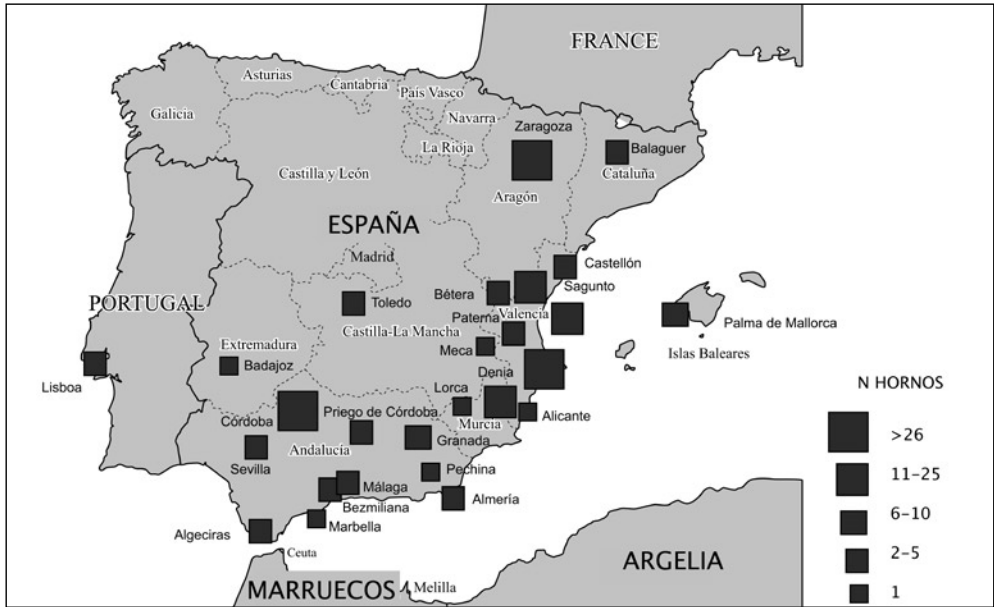 FRANCE
Asturias
Cantabria
País Vasco
Galicia
Navarra
Zaragoza
La Rioja
Balaguer
Castilla y León
Cataluña
Aragón
ESPAÑA
Madrid
Castellón
Bétera
Sagunto
PORTUGAL
Toledo
Paterna
Valencia
Palma de Mallorca
Castilla-La Mancha
Extremadura
Meca
Islas Baleares
Badajoz
Lisboa
Denia
Lorca
N HORNOS
Priego de Córdoba
Alicante
Córdoba
Murcia
>26
Granada
Andalucía
Sevilla
Pechina
11-25
Málaga
Almería
Bezmiliana
6-10
Marbella
Algeciras
2-5
Ceuta
ARGELIA
MARRUECOS
Melilla
1